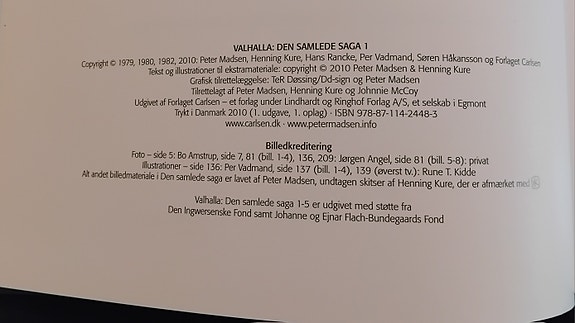 VALHALLA: DEN SAMLEDE SAGA 1
Copyright © 1979, 1980, 1982, 2010: Peter Madsen, Henning Kure, Hans Rancke, Per Vadmand, Søren Håkansson og Forlaget Carlsen
Tekst og illustrationer til ekstramateriale: copyright © 2010 Peter Madsen & Henning Kure
Grafisk tilrettelæggelse: TeR Døssing/Dd-sign og Peter Madsen
Tilrettelagt af Peter Madsen, Henning Kure og Johnnie McCoy
Udgivet af Forlaget Carlsen – et forlag under Lindhardt og Ringhof Forlag A/S, et selskab i Egmont
Trykt i Danmark 2010 (1. udgave, 1. oplag) · ISBN 978-87-114-2448-3
www.carlsen.dk · www.petermadsen.info
Billedkreditering
Foto – side 5: Bo Amstrup, side 7, 81 (bill. 1-4), 136, 209: Jørgen Angel, side 81 (bill. 5-8): privat
Illustrationer – side 136: Per Vadmand, side 137 (bill. 1-4), 139 (øverst tv.): Rune T. Kidde
Alt andet billedmateriale i Den samlede saga er lavet af Peter Madsen, undtagen skitser af Henning Kure, der er afmærket med
Valhalla: Den samlede saga 1-5 er udgivet med støtte fra
Den Ingwersenske Fond samt Johanne og Ejnar Flach-Bundegaards Fond